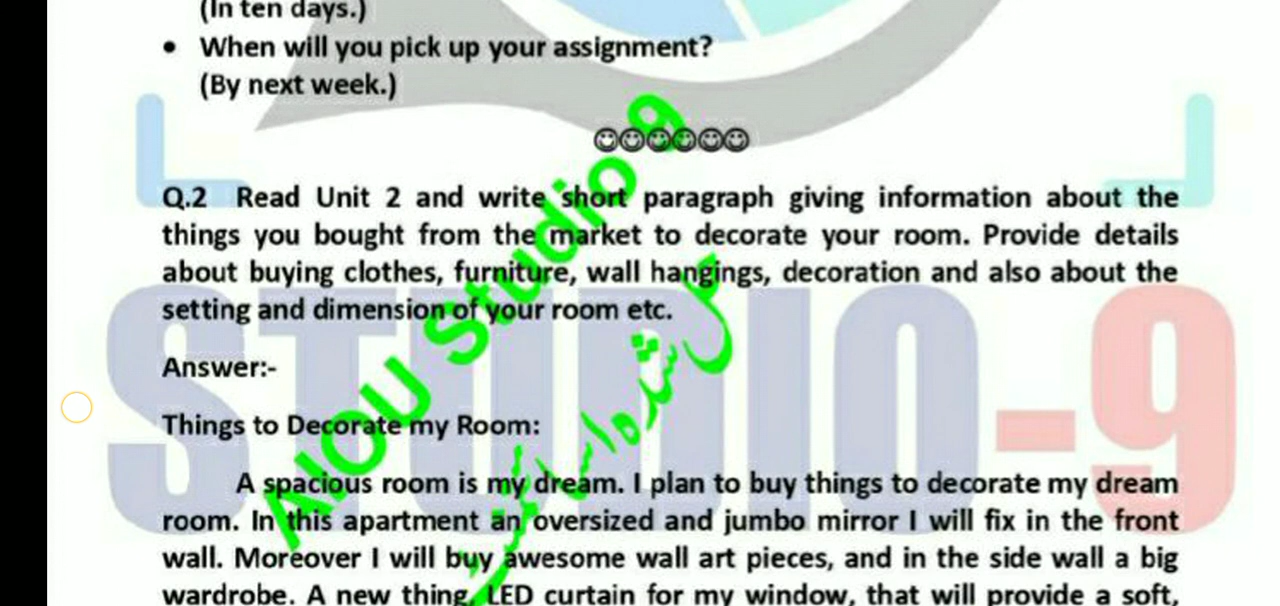 (In ten days.)
• When will you pick up your assignment?
(By next week.)
☺☺☺☺☺☺
Q.2 Read Unit 2 and write short paragraph giving information about the
things you bought from the market to decorate your room. Provide details
about buying clothes, furniture, wall hangings, decoration and also about the
setting and dimension of your room etc.
Answer:-
Things to Decorate my Room:
A spacious room is my dream. I plan to buy things to decorate my dream
room. In this apartment an oversized and jumbo mirror I will fix in the front
wall. Moreover I will buy awesome wall art pieces, and in the side wall a big
wardrobe. A new thing, LED curtain for my window, that will provide a soft,
AIOU Studio 9
حل شدہ اسائنمنٹ
STUDIO-9